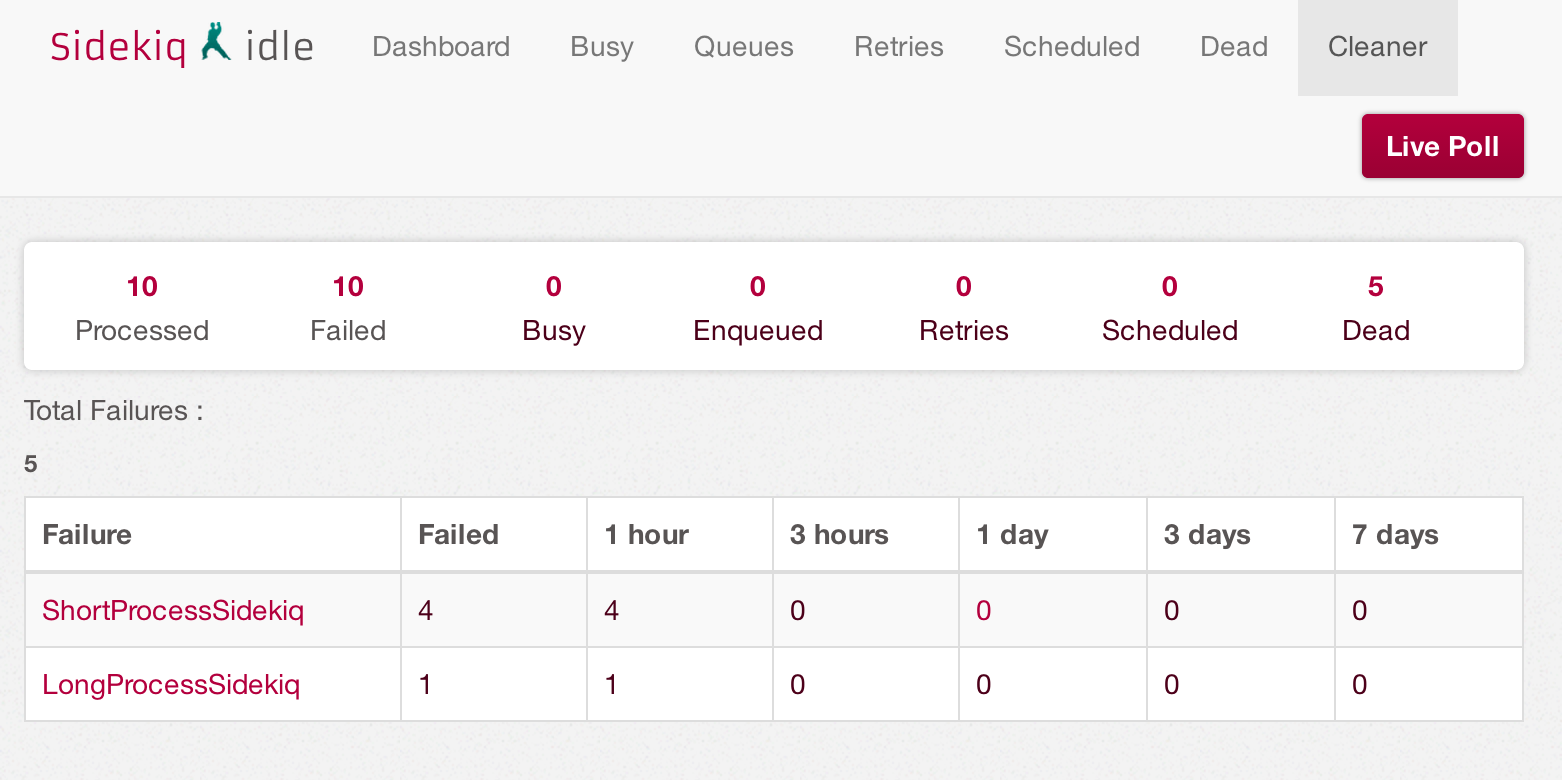 Sidekiq idle Dashboard Busy Queues Retries Scheduled Dead Cleaner
Live Poll
10 10 0 0 0 0 5
Processed Failed Busy Enqueued Retries Scheduled Dead
Total Failures :
5
Failure Failed 1 hour 3 hours 1 day 3 days 7 days
ShortProcessSidekiq 4 4 0 0 0 0
LongProcessSidekiq 1 1 0 0 0 0